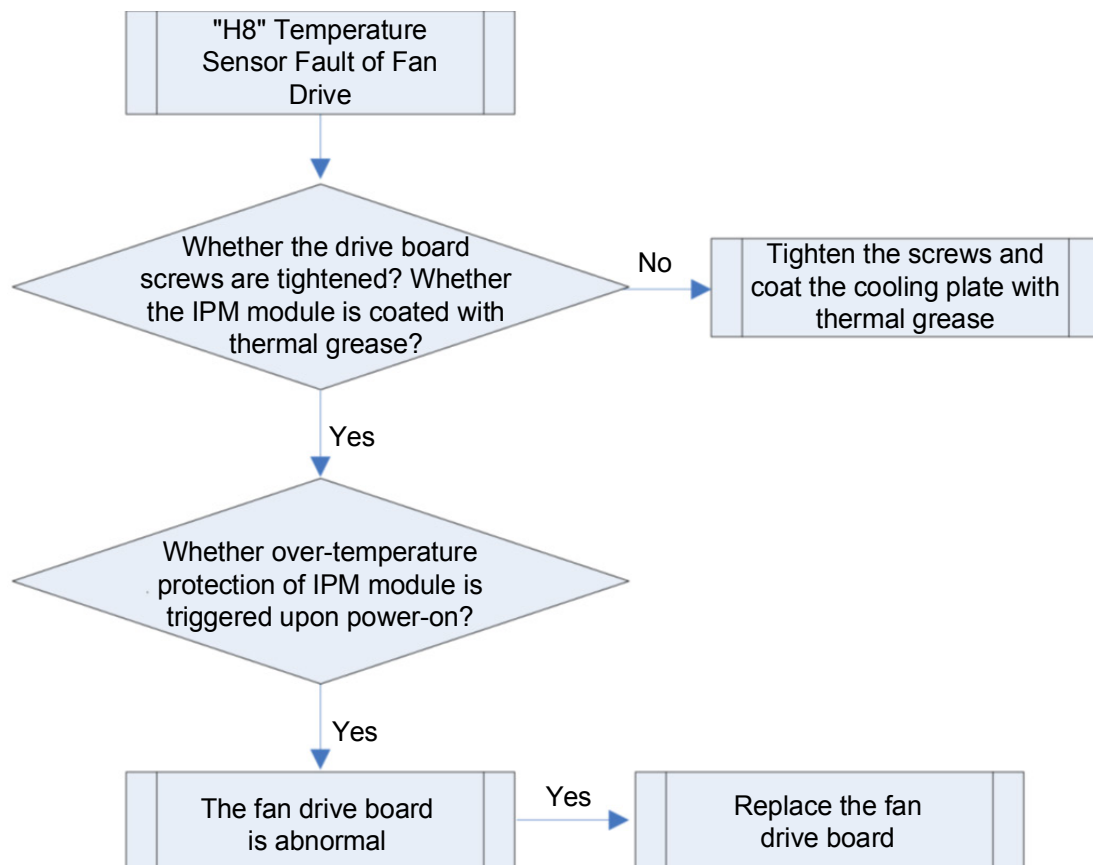 "H8" Temperature
Sensor Fault of Fan
Drive
Whether the drive board
screws are tightened? Whether
the IPM module is coated with
thermal grease?
No
Tighten the screws and
coat the cooling plate with
thermal grease
Yes
Whether over-temperature
protection of IPM module is
triggered upon power-on?
Yes
The fan drive board
is abnormal
Yes
Replace the fan
drive board